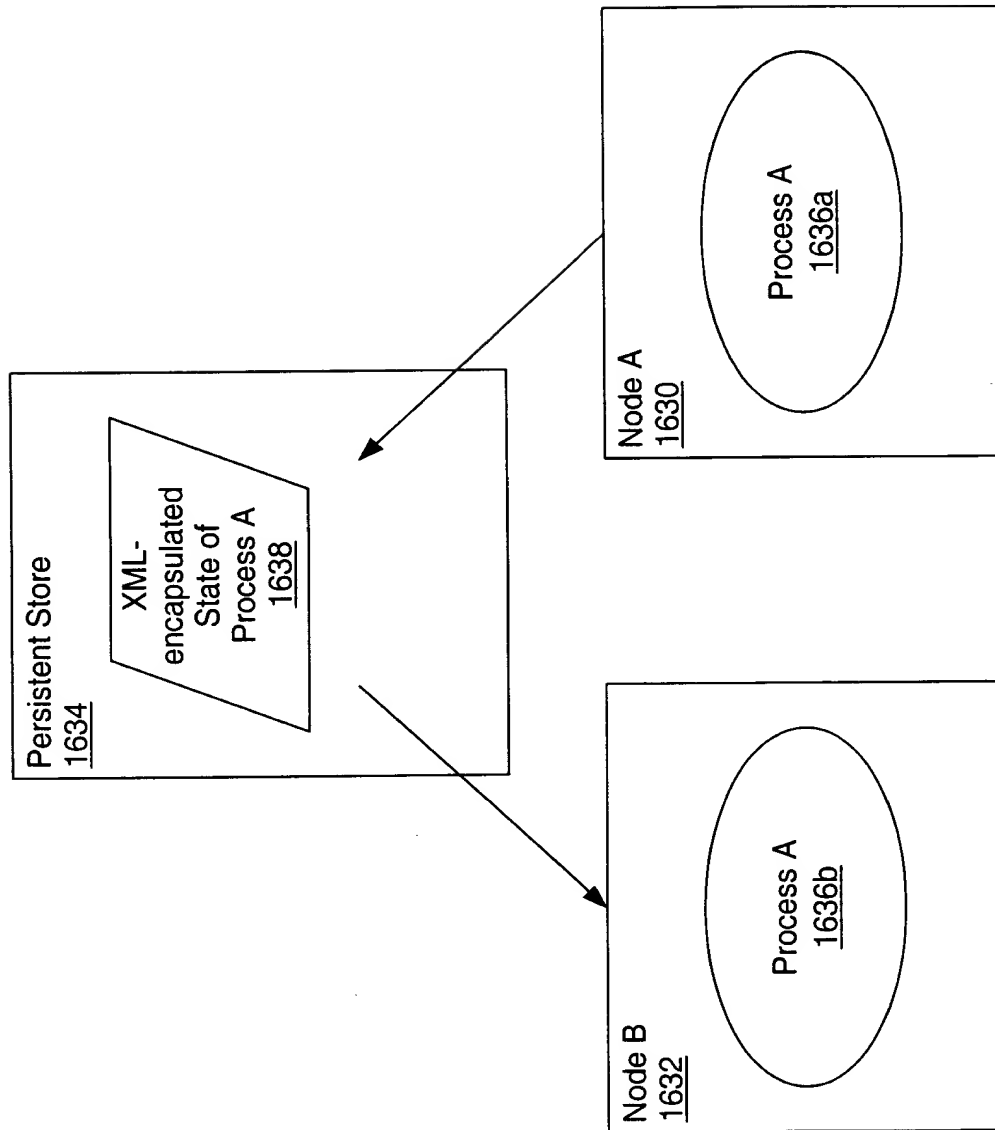 Persistent Store
1634
XML-
encapsulated
State of
Process A
1638
Node B
1632
Process A
1636b
Node A
1630
Process A
1636a